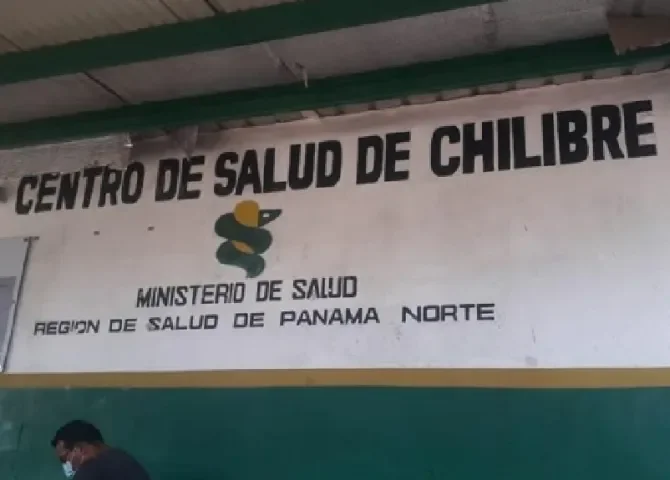 CENTRO DE SALUD DE CHILIBRE
MINISTERIO DE SALUD
REGION DE SALUD DE PANAMA NORTE